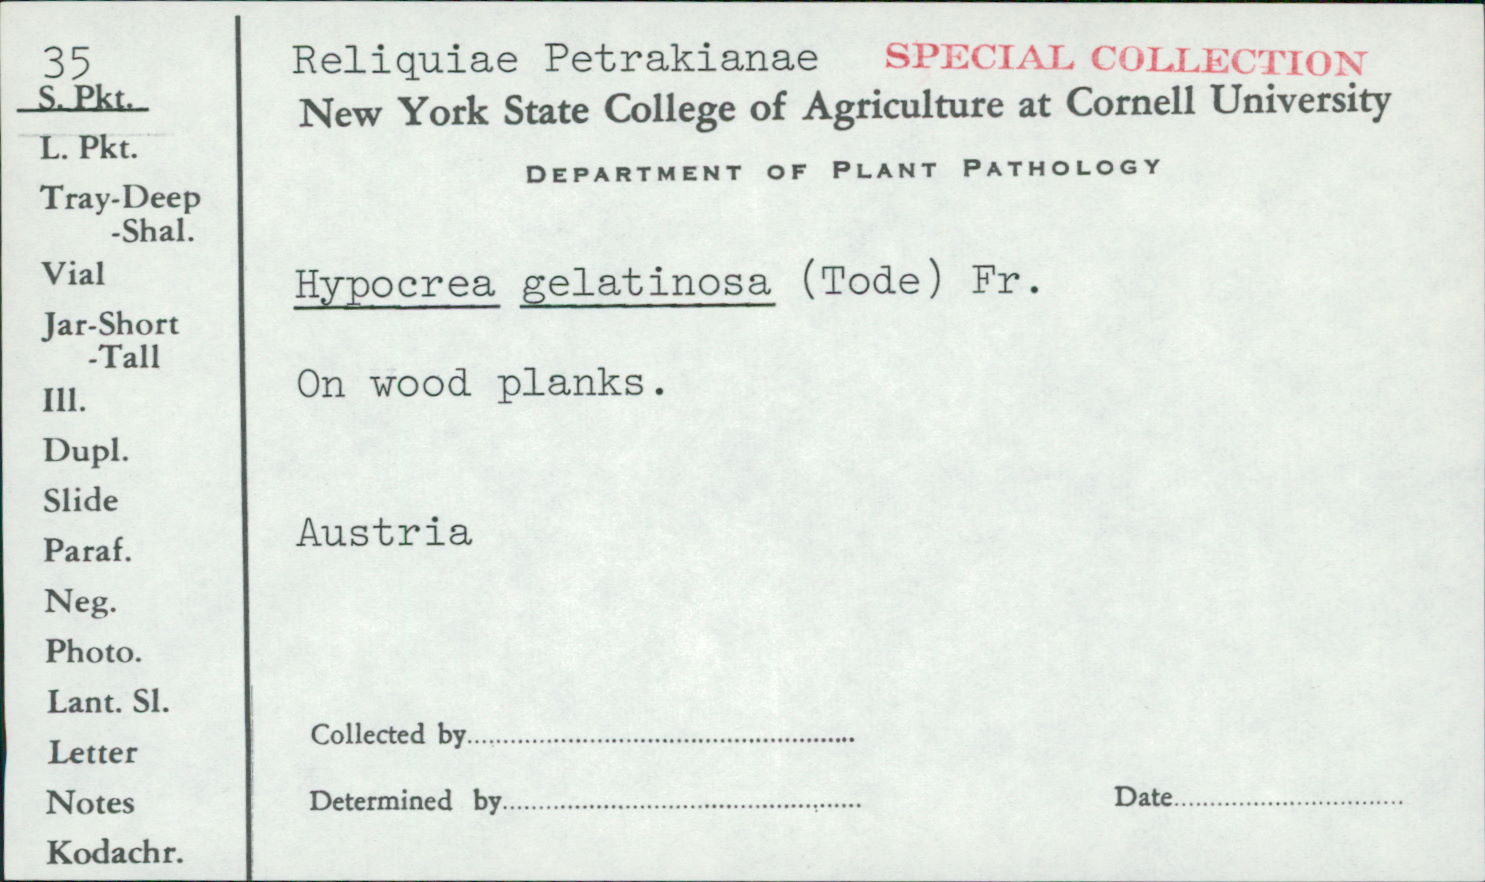 35
S. Pkt.
L. Pkt.
Tray-Deep
-Shal.
Vial
Jar-Short
-Tall
Ill.
Dupl.
Slide
Paraf.
Neg.
Photo.
Lant. Sl.
Letter
Notes
Kodachr.
Reliquiae Petrakianae SPECIAL COLLECTION
New York State College of Agriculture at Cornell University
DEPARTMENT OF PLANT PATHOLOGY
Hypocrea gelatinosa (Tode) Fr.
On wood planks.
Austria
Collected by
Determined by
Date